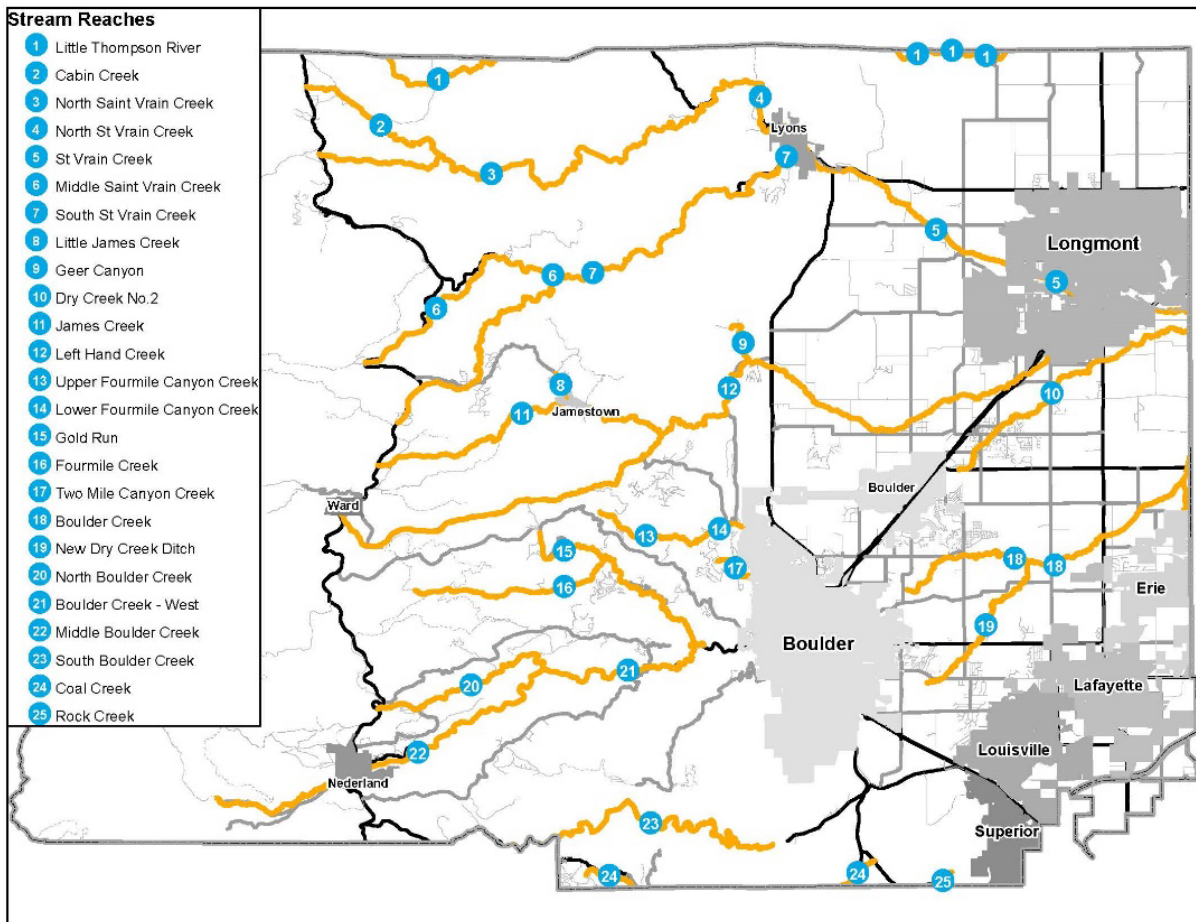 Stream Reaches
1 Little Thompson River
2 Cabin Creek
3 North Saint Vrain Creek
4 North St Vrain Creek
5 St Vrain Creek
6 Middle Saint Vrain Creek
7 South St Vrain Creek
8 Little James Creek
9 Geer Canyon
10 Dry Creek No.2
11 James Creek
12 Left Hand Creek
13 Upper Fourmile Canyon Creek
14 Lower Fourmile Canyon Creek
15 Gold Run
16 Fourmile Creek
17 Two Mile Canyon Creek
18 Boulder Creek
19 New Dry Creek Ditch
20 North Boulder Creek
21 Boulder Creek - West
22 Middle Boulder Creek
23 South Boulder Creek
24 Coal Creek
25 Rock Creek
1 1 1
1
4
2
Lyons
7
3
5
Longmont
6 7
5
6
9
8
12
10
11
Jamestown
Boulder
Ward
13
14
15
17
18
18
16
Erie
19
Boulder
21
20
Lafayette
22
Louisville
Nederland
23
Superior
24
24
25